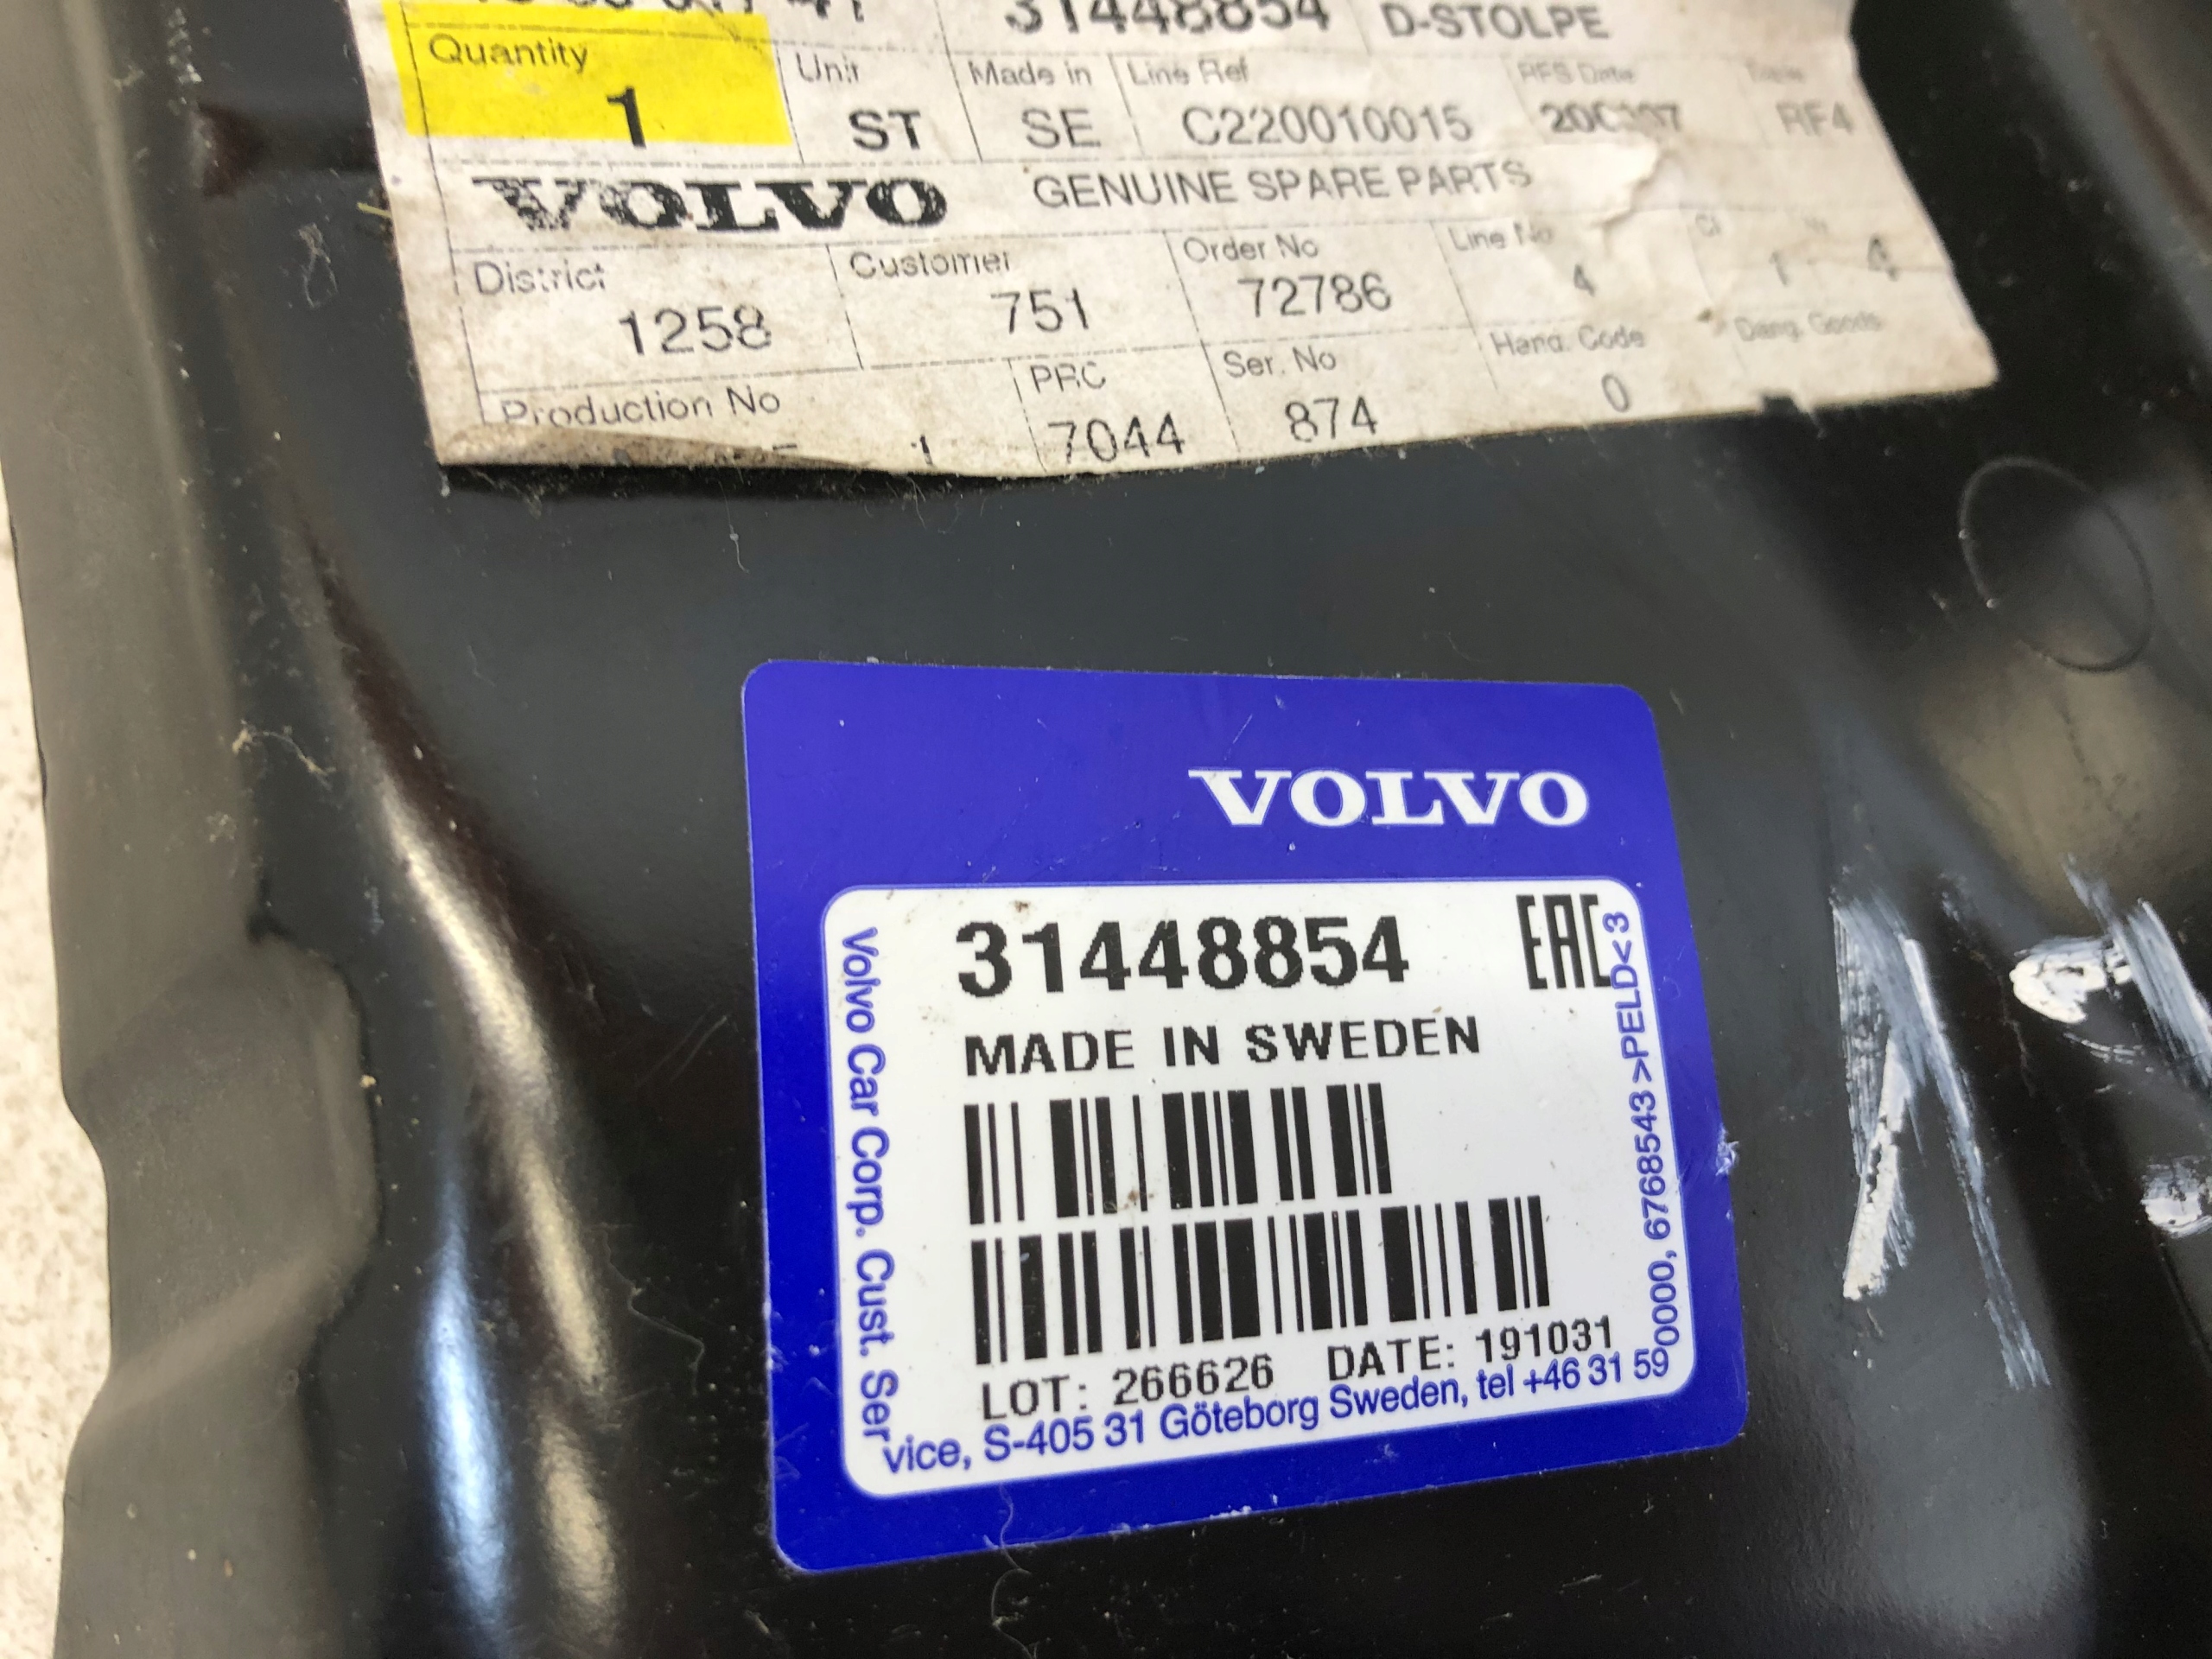 31448854 D-STOLPE
Quantity Unit Made in Line Ref RFS Date
1 ST SE C220010015 RF4
VOLVO GENUINE SPARE PARTS
District Customer Order No Line No
1258 751 72786 4 1 4
Production No PRC Ser. No Hand. Code Dang. Goods
1 7044 874 0
VOLVO
31448854 EAC
MADE IN SWEDEN
LOT: 266626 DATE: 191031
Volvo Car Corp. Cust. Service, S-405 31 Göteborg Sweden, tel +46 31 590000, 6768543 >PELD<3